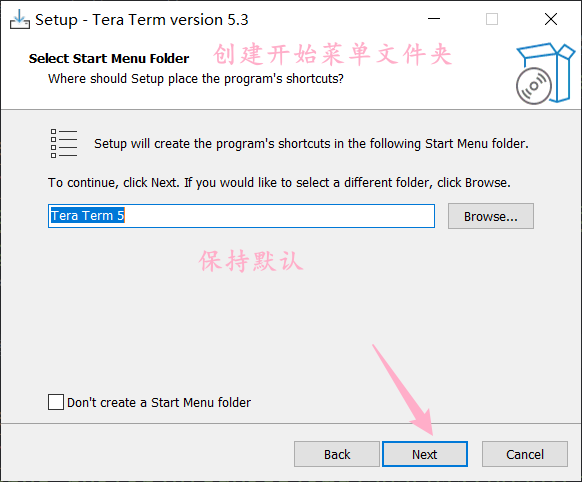 Setup - Tera Term version 5.3
Select Start Menu Folder
创建开始菜单文件夹
Where should Setup place the program's shortcuts?
Setup will create the program's shortcuts in the following Start Menu folder.
To continue, click Next. If you would like to select a different folder, click Browse.
Tera Term 5
Browse...
保持默认
Don't create a Start Menu folder
Back
Next
Cancel